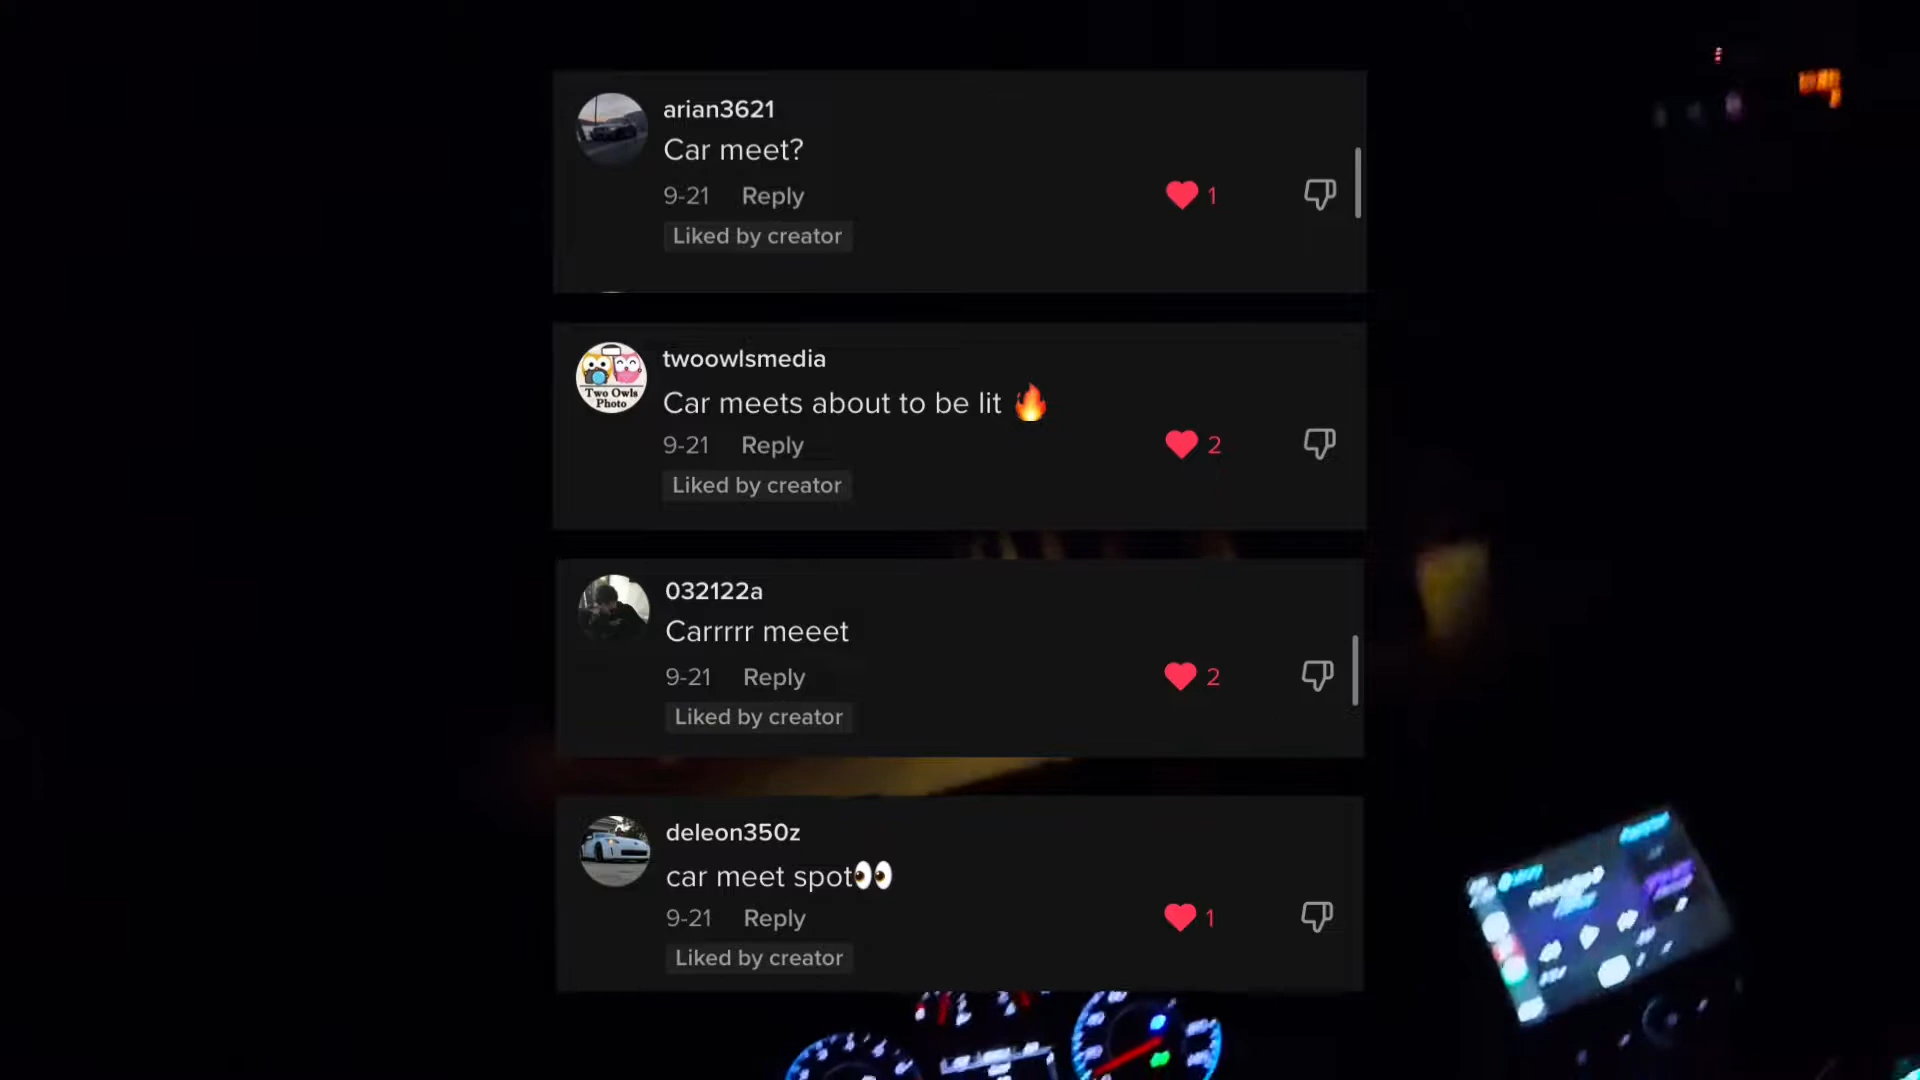 arian3621
Car meet?
9-21 Reply
1
Liked by creator
twoowlsmedia
Two Owls
Photo
Car meets about to be lit 🔥
9-21 Reply
2
Liked by creator
032122a
Carrrrr meeet
9-21 Reply
2
Liked by creator
deleon350z
car meet spot👀
9-21 Reply
1
Liked by creator